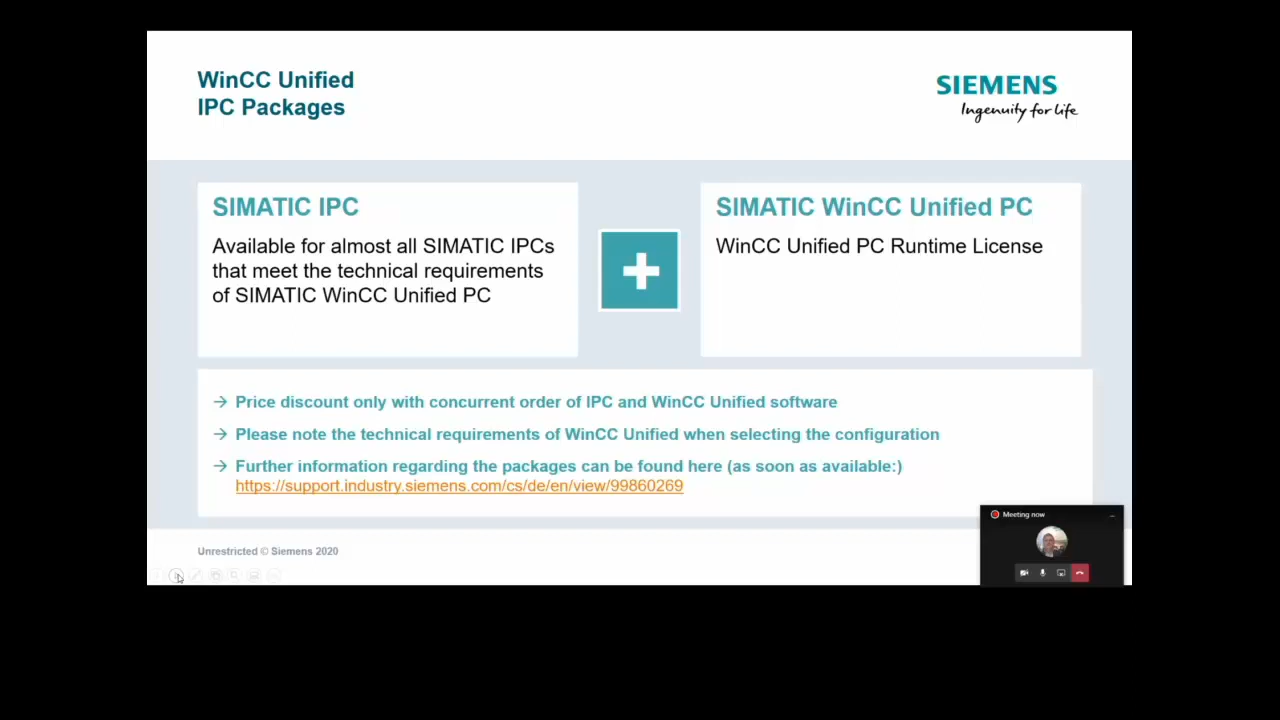 WinCC Unified
IPC Packages
SIEMENS
Ingenuity for life
SIMATIC IPC
Available for almost all SIMATIC IPCs
that meet the technical requirements
of SIMATIC WinCC Unified PC
SIMATIC WinCC Unified PC
WinCC Unified PC Runtime License
→ Price discount only with concurrent order of IPC and WinCC Unified software
→ Please note the technical requirements of WinCC Unified when selecting the configuration
→ Further information regarding the packages can be found here (as soon as available:)
https://support.industry.siemens.com/cs/de/en/view/99860269
Meeting now
Unrestricted © Siemens 2020